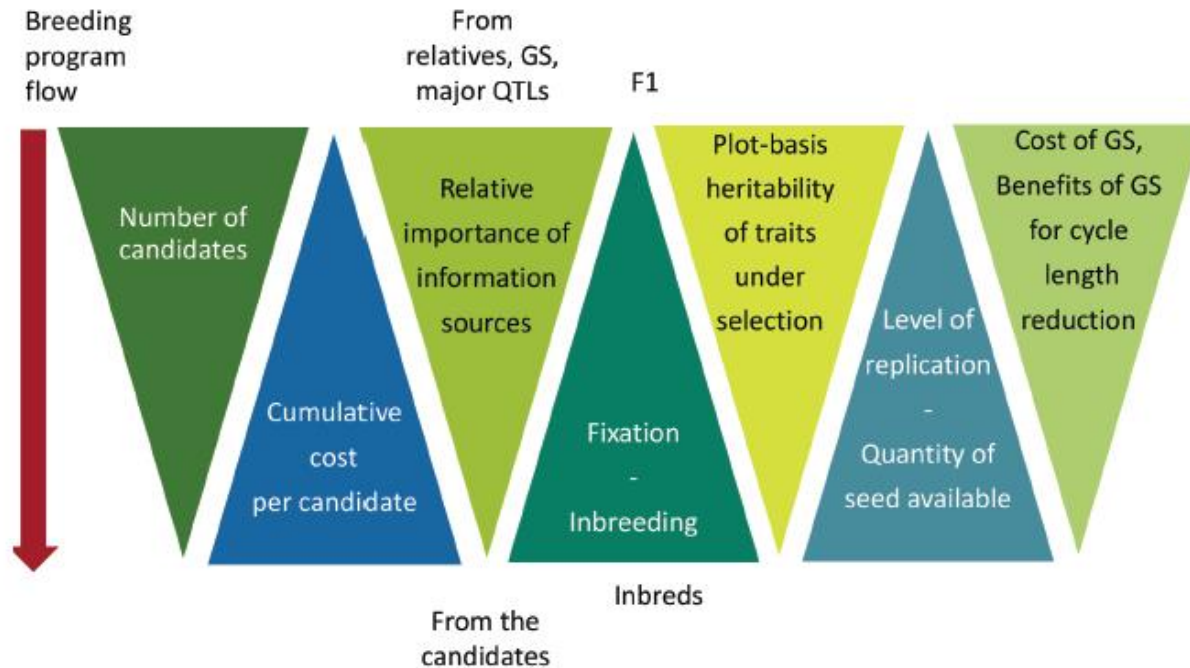 Breeding
program
flow
From
relatives, GS,
major QTLs
F1
Number of
candidates
Cumulative
cost
per candidate
Relative
importance of
information
sources
Fixation
-
Inbreeding
Plot-basis
heritability
of traits
under
selection
Level of
replication
-
Quantity of
seed available
Cost of GS,
Benefits of GS
for cycle
length
reduction
From the
candidates
Inbreds